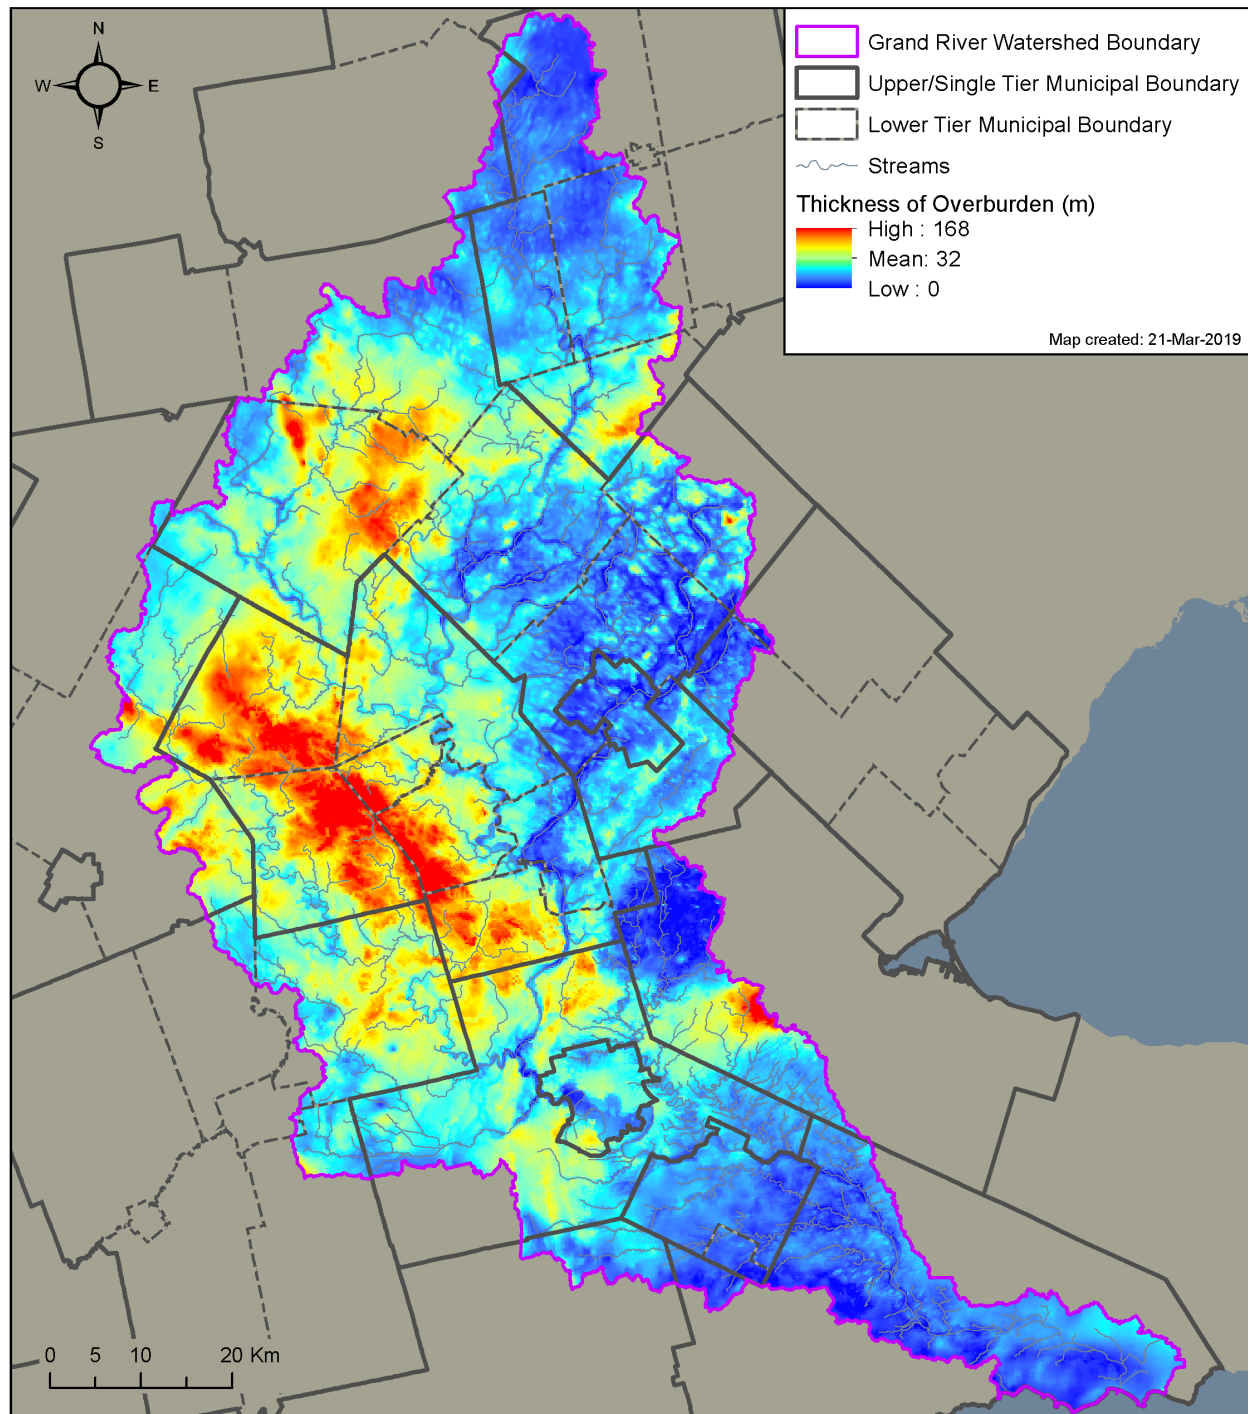 N
W E
S
Grand River Watershed Boundary
Upper/Single Tier Municipal Boundary
Lower Tier Municipal Boundary
Streams
Thickness of Overburden (m)
High : 168
Mean: 32
Low : 0
Map created: 21-Mar-2019
0 5 10 20 Km